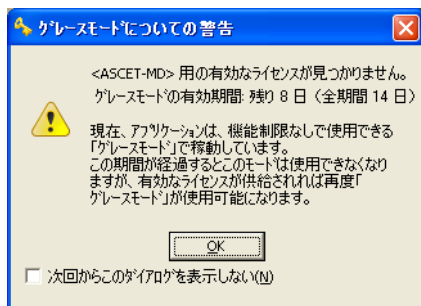 ｸﾞﾚｰｽﾓｰﾄﾞについての警告
<ASCET-MD> 用の有効なライセンスが見つかりません。
ｸﾞﾚｰｽﾓｰﾄﾞの有効期間: 残り 8 日（全期間 14 日）
現在、ｱﾌﾟﾘｹｰｼｮﾝは、機能制限なしで使用できる
｢ｸﾞﾚｰｽﾓｰﾄﾞ｣で稼動しています。
この期間が経過するとこのﾓｰﾄﾞは使用できなくなり
ますが、有効なﾗｲｾﾝｽが供給されれば再度｢
ｸﾞﾚｰｽﾓｰﾄﾞ｣が使用可能になります。
OK
次回からこのﾀﾞｲｱﾛｸﾞを表示しない(N)